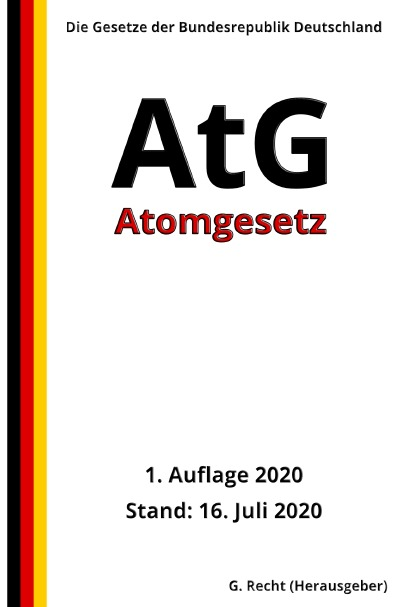 Die Gesetze der Bundesrepublik Deutschland
AtG
Atomgesetz
1. Auflage 2020
Stand: 16. Juli 2020
G. Recht (Herausgeber)